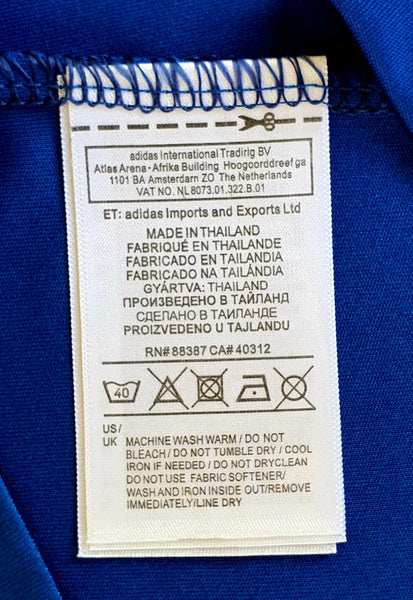 adidas International Tradirig BV
Atlas Arena - Afrika Building Hoogoorddreef ga
1101 BA Amsterdam ZO The Netherlands
VAT NO. NL8073.01.322.B.01
ET: adidas Imports and Exports Ltd
MADE IN THAILAND
FABRIQUÉ EN THAILANDE
FABRICADO EN TAILANDIA
FABRICADO NA TAILÂNDIA
GYÁRTVA: THAILAND
ПРОИЗВЕДЕНО В ТАЙЛАНД
СДЕЛАНО В ТАИЛАНДЕ
PROIZVEDENO U TAJLANDU
RN# 88387 CA# 40312
40
US /
UK MACHINE WASH WARM / DO NOT
BLEACH / DO NOT TUMBLE DRY / COOL
IRON IF NEEDED / DO NOT DRYCLEAN
DO NOT USE FABRIC SOFTENER/
WASH AND IRON INSIDE OUT/REMOVE
IMMEDIATELY/LINE DRY